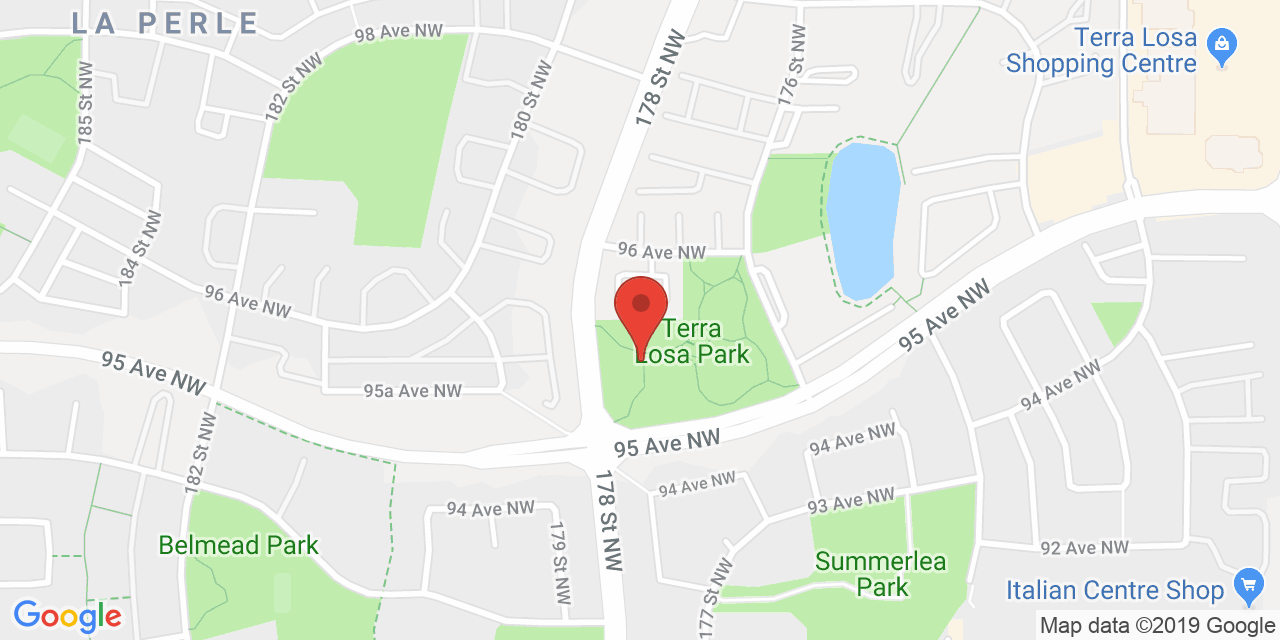 LA PERLE
98 Ave NW
182 St NW
185 St NW
180 St NW
178 St NW
176 St NW
Terra Losa
Shopping Centre
184 St NW
96 Ave NW
96 Ave NW
Terra
Losa Park
95 Ave NW
95 Ave NW
95a Ave NW
94 Ave NW
182 St NW
95 Ave NW
94 Ave NW
94 Ave NW
93 Ave NW
94 Ave NW
178 St NW
179 St NW
Belmead Park
92 Ave NW
Summerlea
Park
177 St NW
Italian Centre Shop
Google
Map data ©2019 Google